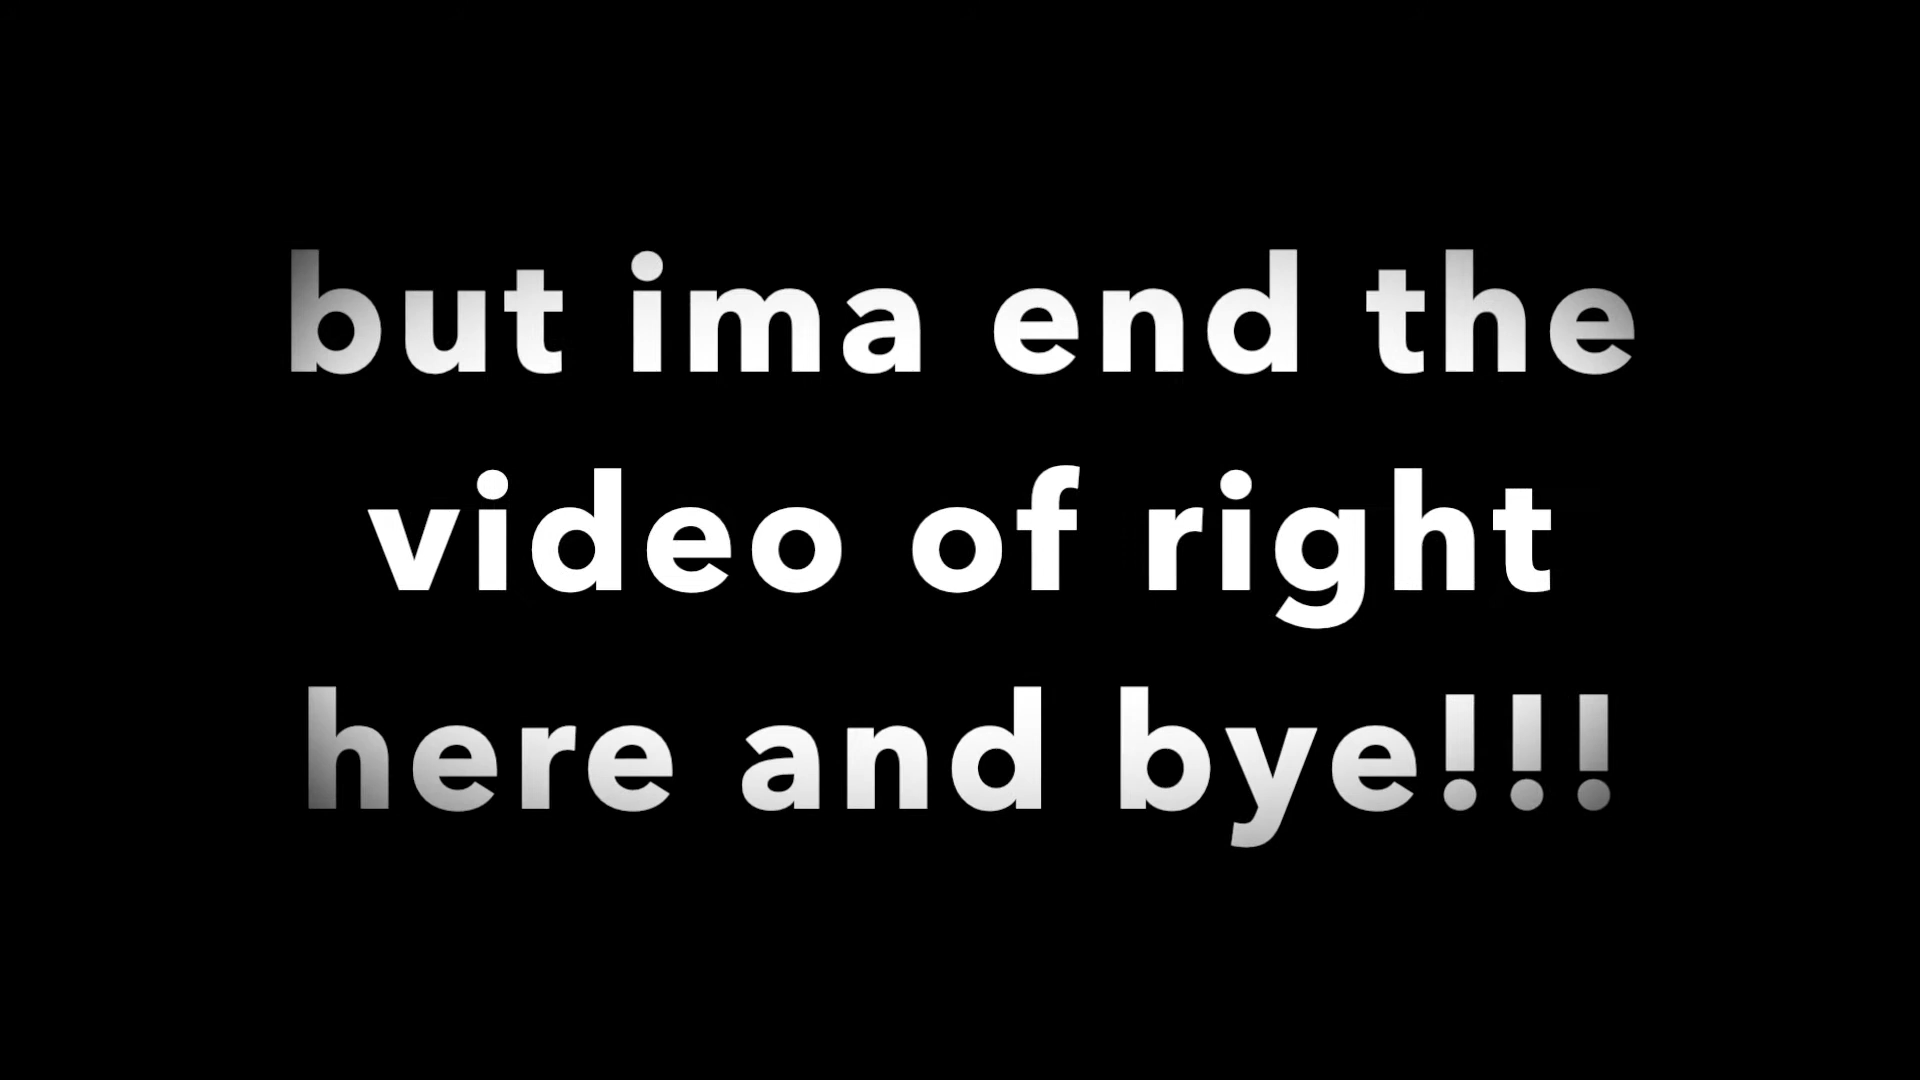 but ima end the
video of right
here and bye!!!